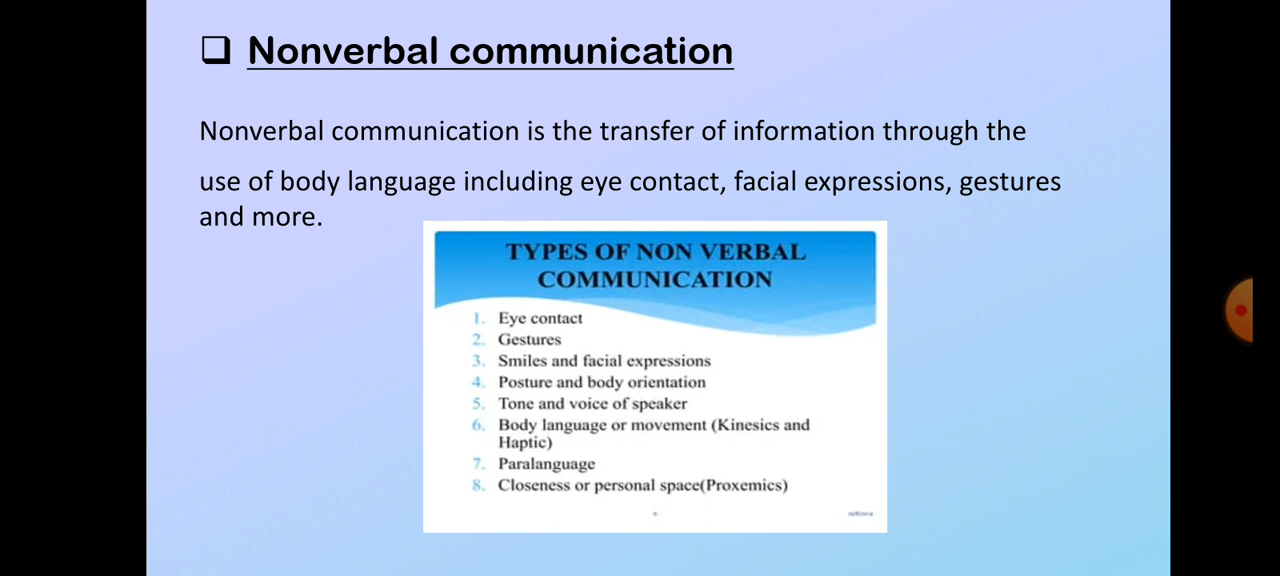 ❑ Nonverbal communication
Nonverbal communication is the transfer of information through the
use of body language including eye contact, facial expressions, gestures
and more.
TYPES OF NON VERBAL
COMMUNICATION
1. Eye contact
2. Gestures
3. Smiles and facial expressions
4. Posture and body orientation
5. Tone and voice of speaker
6. Body language or movement (Kinesics and
Haptic)
7. Paralanguage
8. Closeness or personal space(Proxemics)